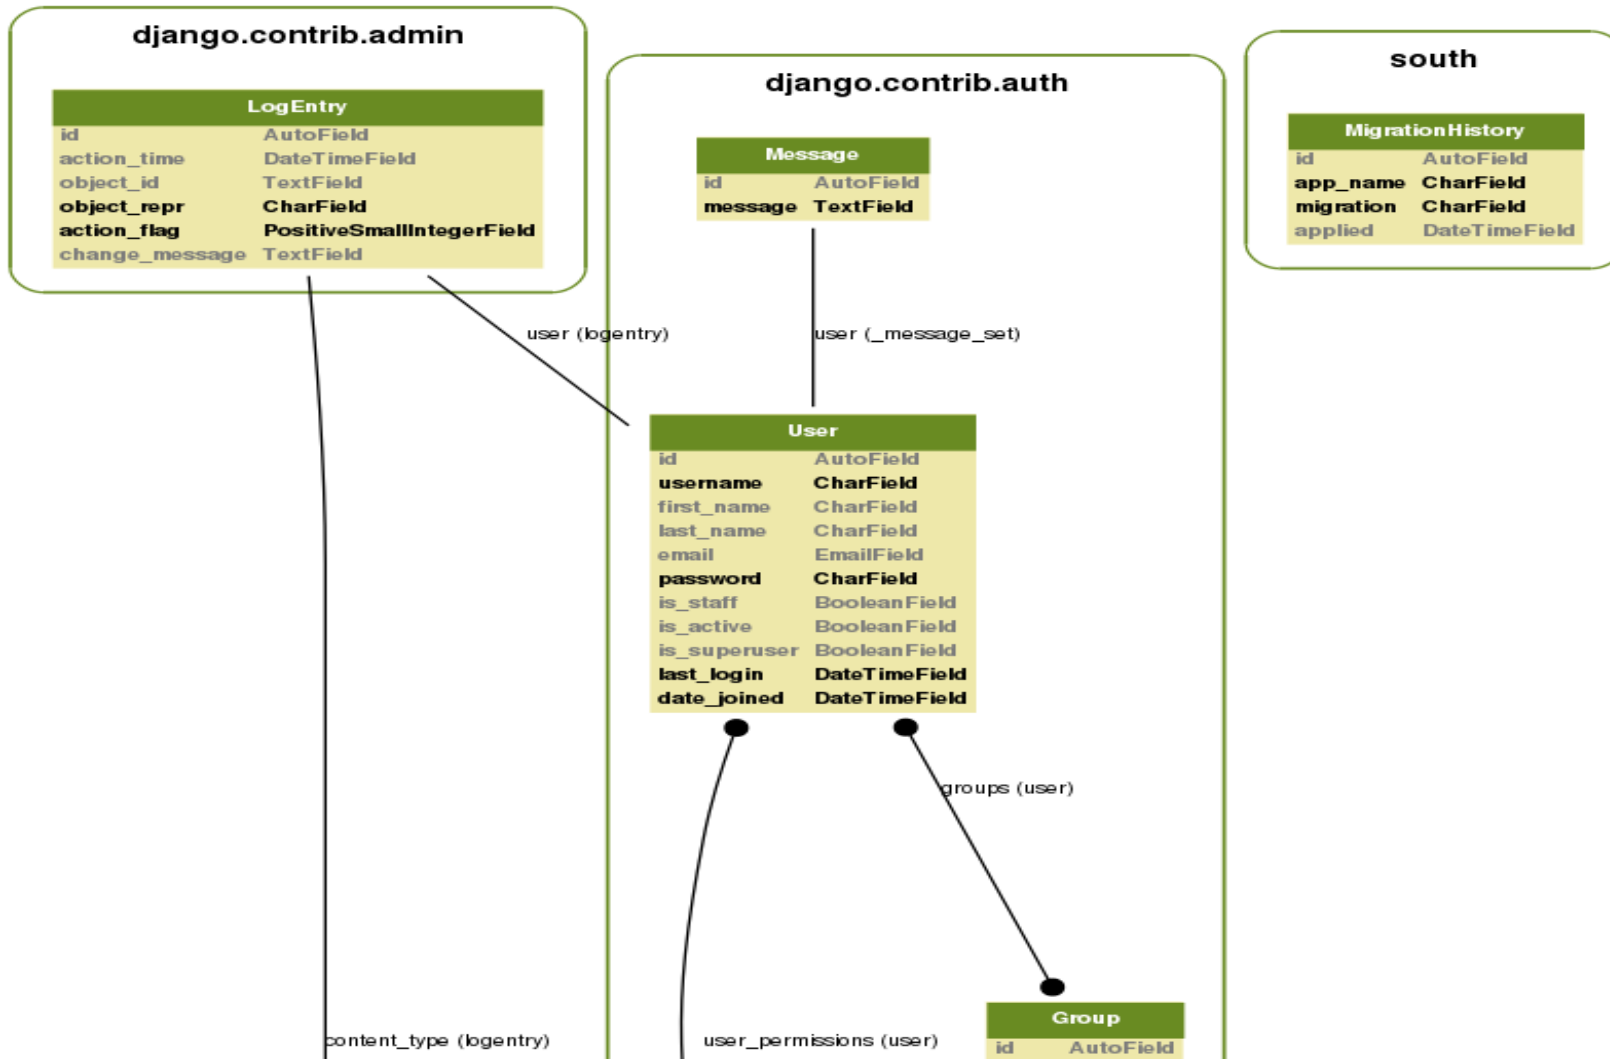 django.contrib.admin
LogEntry
id AutoField
action_time DateTimeField
object_id TextField
object_repr CharField
action_flag PositiveSmallIntegerField
change_message TextField
django.contrib.auth
Message
id AutoField
message TextField
south
MigrationHistory
id AutoField
app_name CharField
migration CharField
applied DateTimeField
user (logentry)
user (_message_set)
User
id AutoField
username CharField
first_name CharField
last_name CharField
email EmailField
password CharField
is_staff BooleanField
is_active BooleanField
is_superuser BooleanField
last_login DateTimeField
date_joined DateTimeField
groups (user)
content_type (logentry)
user_permissions (user)
Group
id AutoField